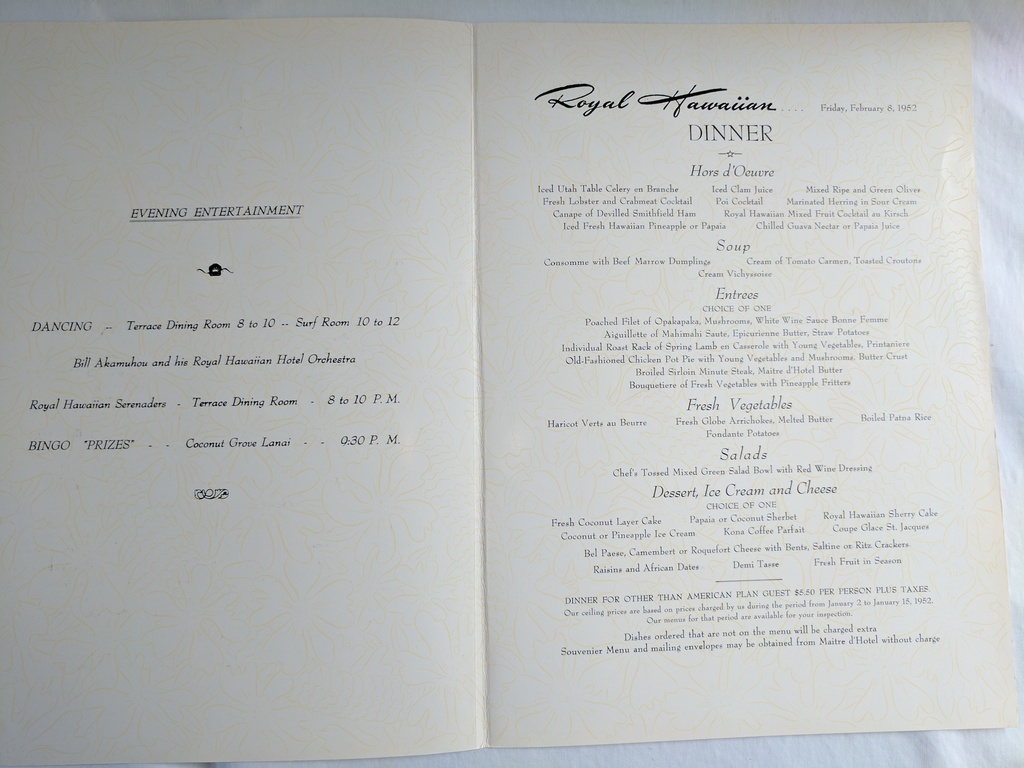 EVENING ENTERTAINMENT
DANCING -- Terrace Dining Room 8 to 10 -- Surf Room 10 to 12
Bill Akamuhou and his Royal Hawaiian Hotel Orchestra
Royal Hawaiian Serenaders - Terrace Dining Room - 8 to 10 P. M.
BINGO "PRIZES" - - Coconut Grove Lanai - - 9:30 P. M.
Royal Hawaiian.... Friday, February 8, 1952
DINNER
Hors d'Oeuvre
Iced Utah Table Celery en Branche Iced Clam Juice Mixed Ripe and Green Olives
Fresh Lobster and Crabmeat Cocktail Poi Cocktail Marinated Herring in Sour Cream
Canape of Devilled Smithfield Ham Royal Hawaiian Mixed Fruit Cocktail au Kirsch
Iced Fresh Hawaiian Pineapple or Papaia Chilled Guava Nectar or Papaia Juice
Soup
Consomme with Beef Marrow Dumplings Cream of Tomato Carmen, Toasted Croutons
Cream Vichyssoise
Entrees
CHOICE OF ONE
Poached Filet of Opakapaka, Mushrooms, White Wine Sauce Bonne Femme
Aiguillette of Mahimahi Saute, Epicurienne Butter, Straw Potatoes
Individual Roast Rack of Spring Lamb en Casserole with Young Vegetables, Printaniere
Old-Fashioned Chicken Pot Pie with Young Vegetables and Mushrooms, Butter Crust
Broiled Sirloin Minute Steak, Maitre d'Hotel Butter
Bouquetiere of Fresh Vegetables with Pineapple Fritters
Fresh Vegetables
Haricot Verts au Beurre Fresh Globe Arrichokes, Melted Butter Boiled Patna Rice
Fondante Potatoes
Salads
Chef's Tossed Mixed Green Salad Bowl with Red Wine Dressing
Dessert, Ice Cream and Cheese
CHOICE OF ONE
Fresh Coconut Layer Cake Papaia or Coconut Sherbet Royal Hawaiian Sherry Cake
Coconut or Pineapple Ice Cream Kona Coffee Parfait Coupe Glace St. Jacques
Bel Paese, Camembert or Roquefort Cheese with Bents, Saltine or Ritz Crackers
Raisins and African Dates Demi Tasse Fresh Fruit in Season
DINNER FOR OTHER THAN AMERICAN PLAN GUEST $5.50 PER PERSON PLUS TAXES
Our ceiling prices are based on prices charged by us during the period from January 2 to January 15, 1952.
Our menus for that period are available for your inspection.
Dishes ordered that are not on the menu will be charged extra
Souvenier Menu and mailing envelopes may be obtained from Maitre d'Hotel without charge